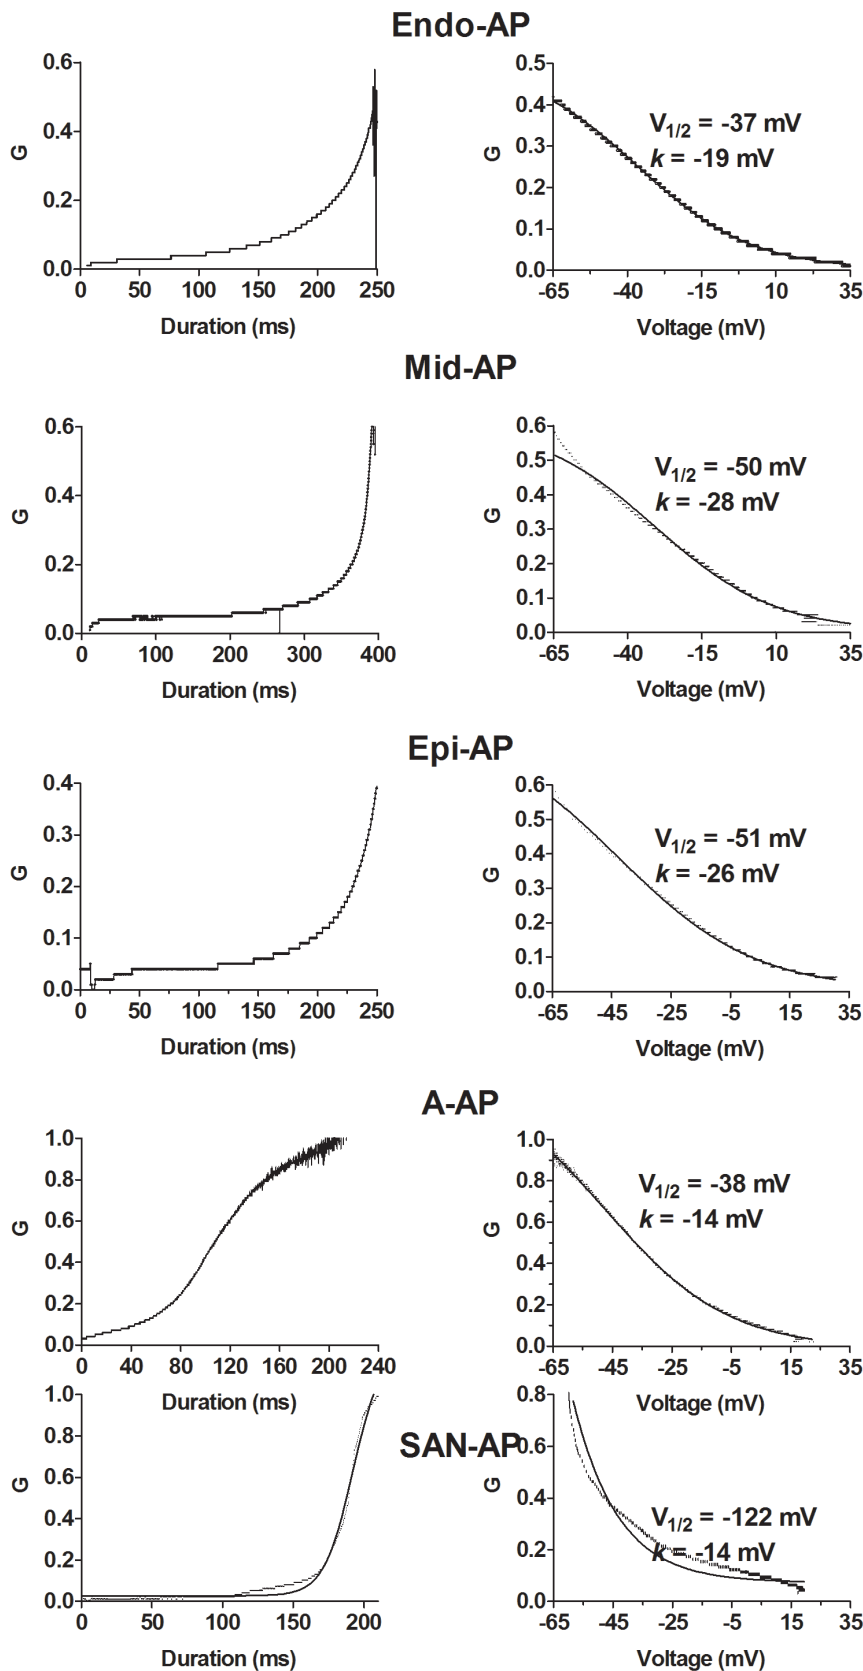 Endo-AP
0.6
0.4
0.2
0.0
G
0 50 100 150 200 250
Duration (ms)
0.5
0.4
0.3
0.2
0.1
0.0
G
V1/2 = -37 mV
k = -19 mV
-65 -40 -15 10 35
Voltage (mV)
Mid-AP
0.6
0.4
0.2
0.0
G
0 100 200 300 400
Duration (ms)
0.6
0.5
0.4
0.3
0.2
0.1
0.0
G
V1/2 = -50 mV
k = -28 mV
-65 -40 -15 10 35
Voltage (mV)
Epi-AP
0.4
0.3
0.2
0.1
0.0
G
0 50 100 150 200 250
Duration (ms)
0.6
0.5
0.4
0.3
0.2
0.1
0.0
G
V1/2 = -51 mV
k = -26 mV
-65 -45 -25 -5 15 35
Voltage (mV)
A-AP
1.0
0.8
0.6
0.4
0.2
0.0
G
0 40 80 120 160 200 240
Duration (ms)
1.0
0.8
0.6
0.4
0.2
0.0
G
V1/2 = -38 mV
k = -14 mV
-65 -45 -25 -5 15 35
Voltage (mV)
SAN-AP
1.0
0.8
0.6
0.4
0.2
0.0
G
0 50 100 150 200
Duration (ms)
0.8
0.6
0.4
0.2
0.0
G
V1/2 = -122 mV
k = -14 mV
-65 -45 -25 -5 15 35
Voltage (mV)